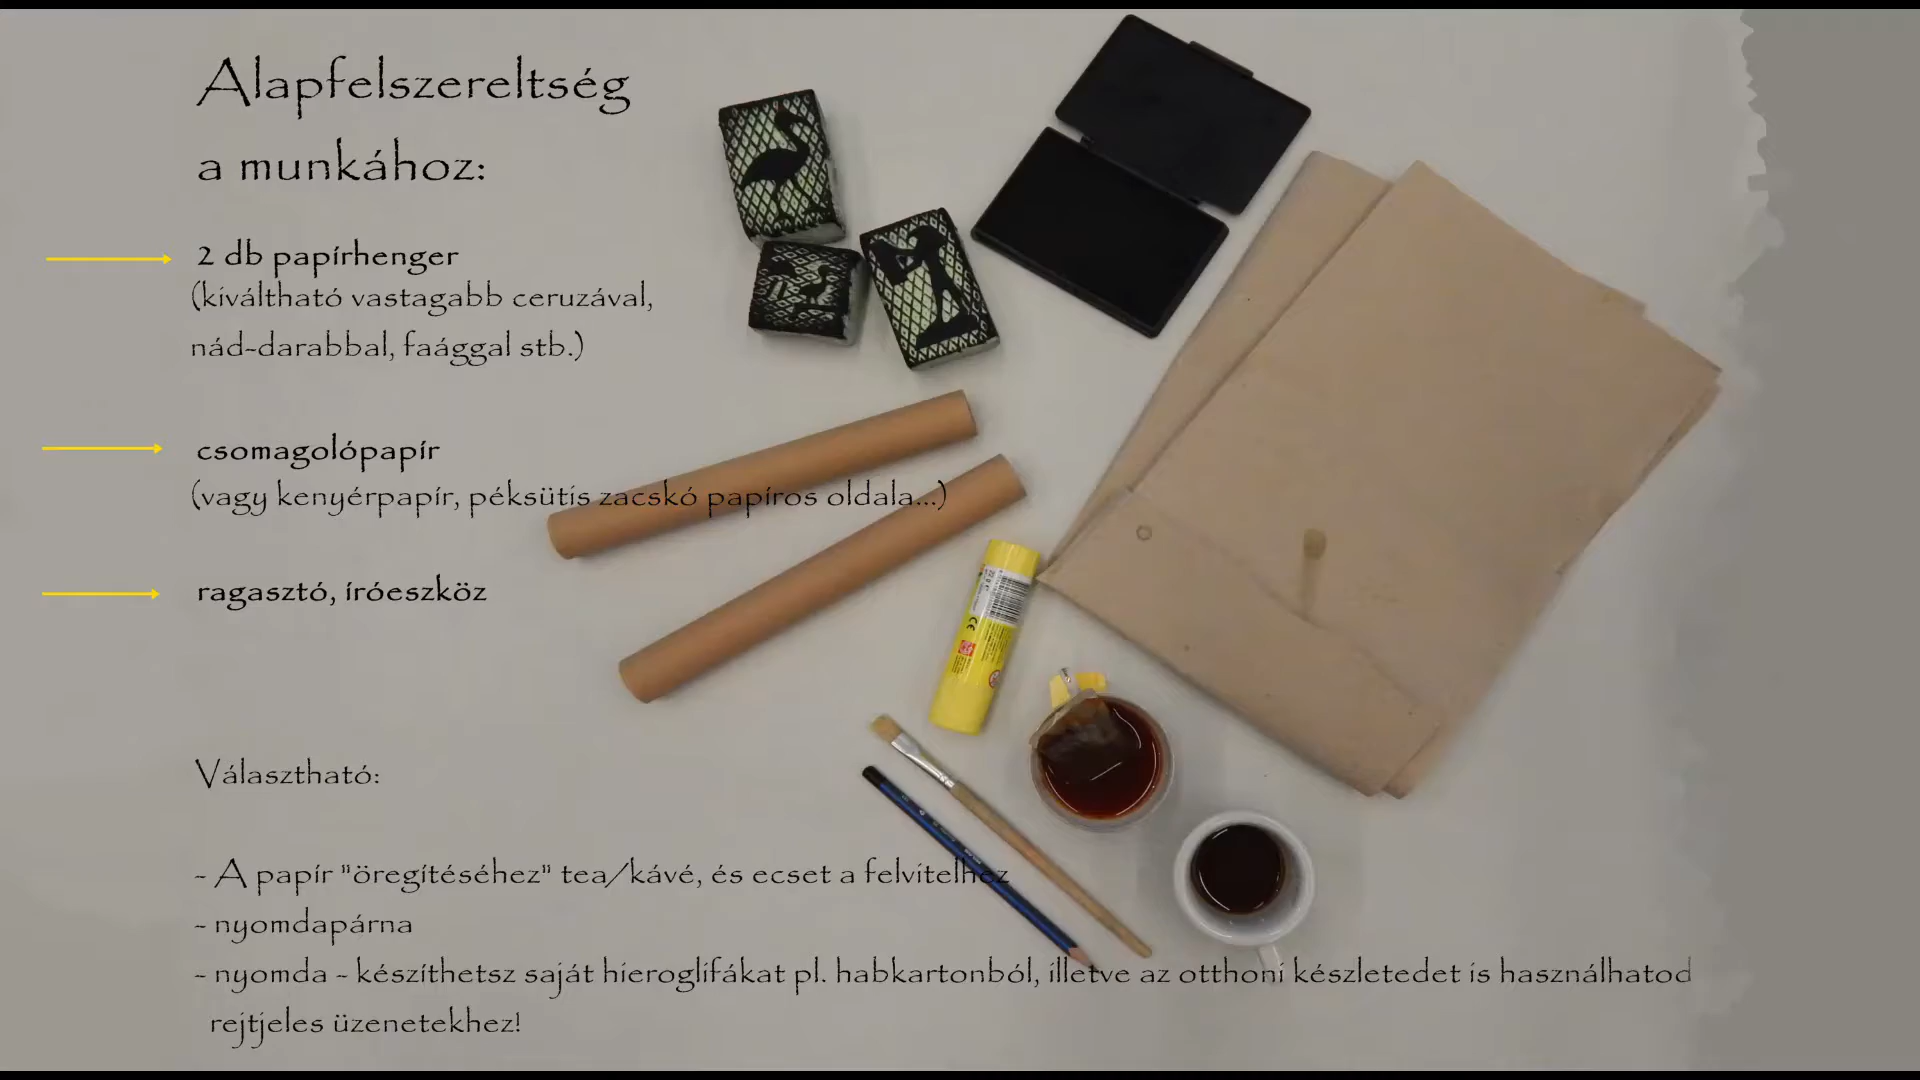 Alapfelszereltség
a munkához:
2 db papírhenger
(kiváltható vastagabb ceruzával,
nád-darabbal, faággal stb.)
csomagolópapír
(vagy kenyérpapír, péksütis zacskó papíros oldala...)
ragasztó, íróeszköz
Választható:
- A papír "öregítéséhez" tea/kávé, és ecset a felvitelhez
- nyomdapárna
- nyomda - készíthetsz saját hieroglifákat pl. habkartonból, illetve az otthoni készletedet is használhatod
rejtjeles üzenetekhez!